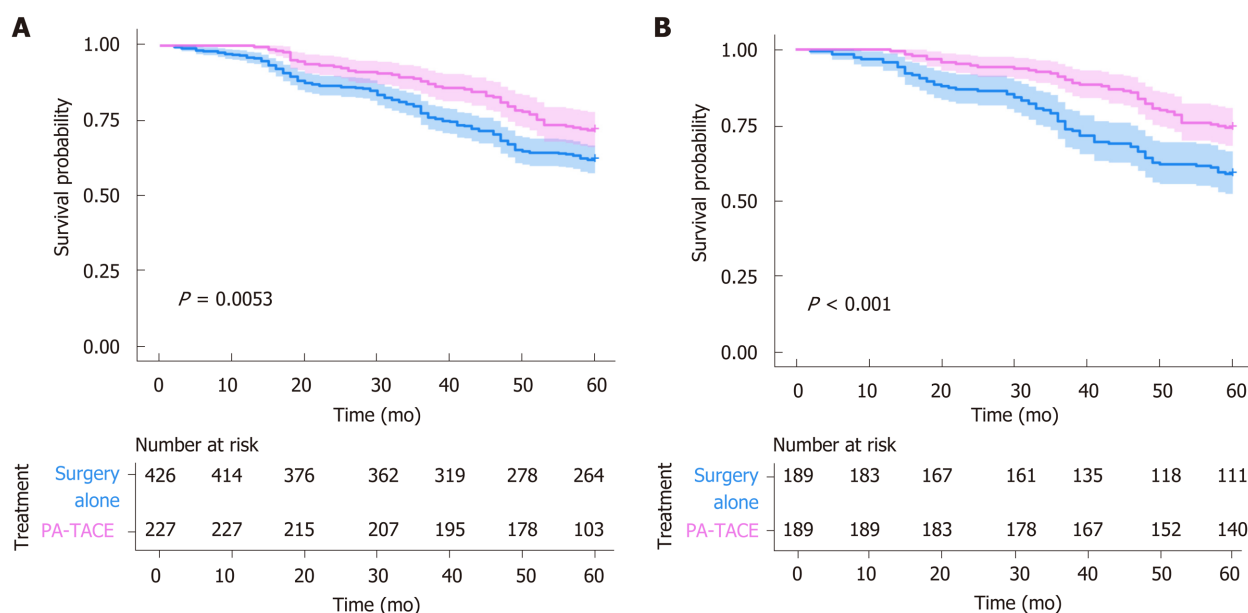 A
1.00
0.75
0.50
0.25
0.00
Survival probability
P = 0.0053
0 10 20 30 40 50 60
Time (mo)
Number at risk
Treatment
Surgery alone
426 414 376 362 319 278 264
PA-TACE
227 227 215 207 195 178 103
0 10 20 30 40 50 60
Time (mo)
B
1.00
0.75
0.50
0.25
0.00
Survival probability
P < 0.001
0 10 20 30 40 50 60
Time (mo)
Number at risk
Treatment
Surgery alone
189 183 167 161 135 118 111
PA-TACE
189 189 183 178 167 152 140
0 10 20 30 40 50 60
Time (mo)